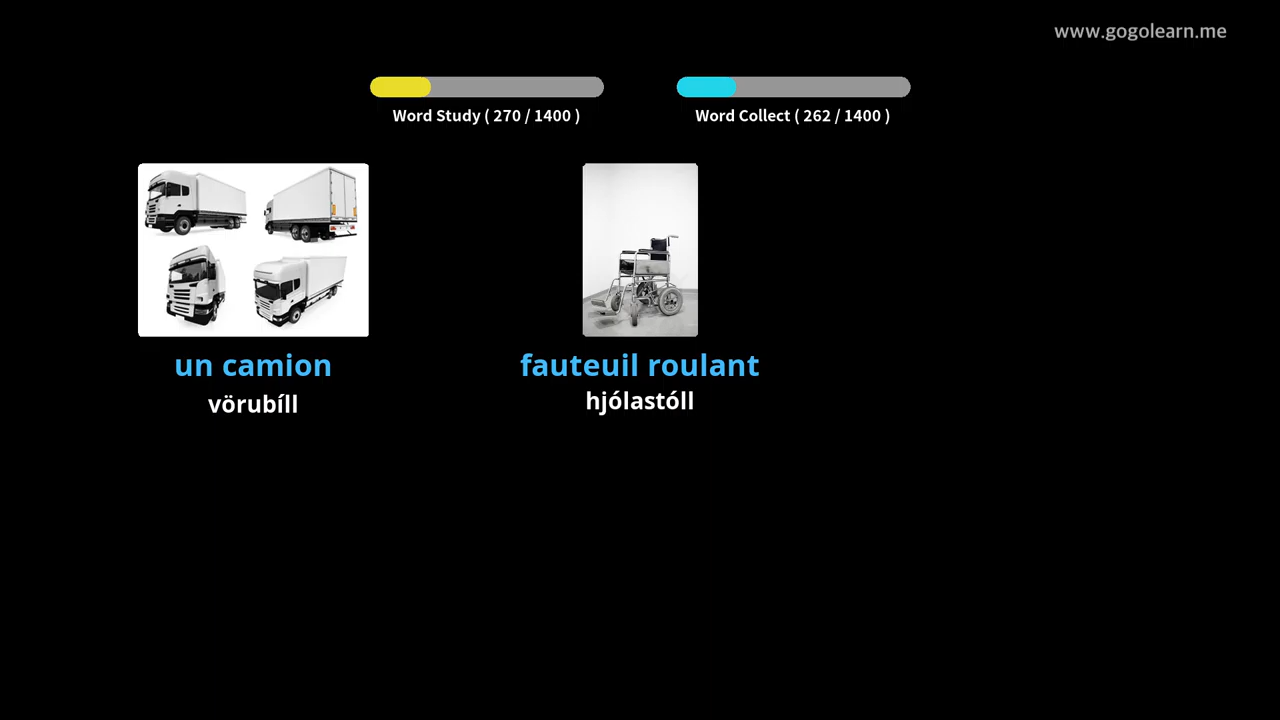 www.gogolearn.me
Word Study ( 270 / 1400 )
Word Collect ( 262 / 1400 )
un camion
vörubíll
fauteuil roulant
hjólastóll